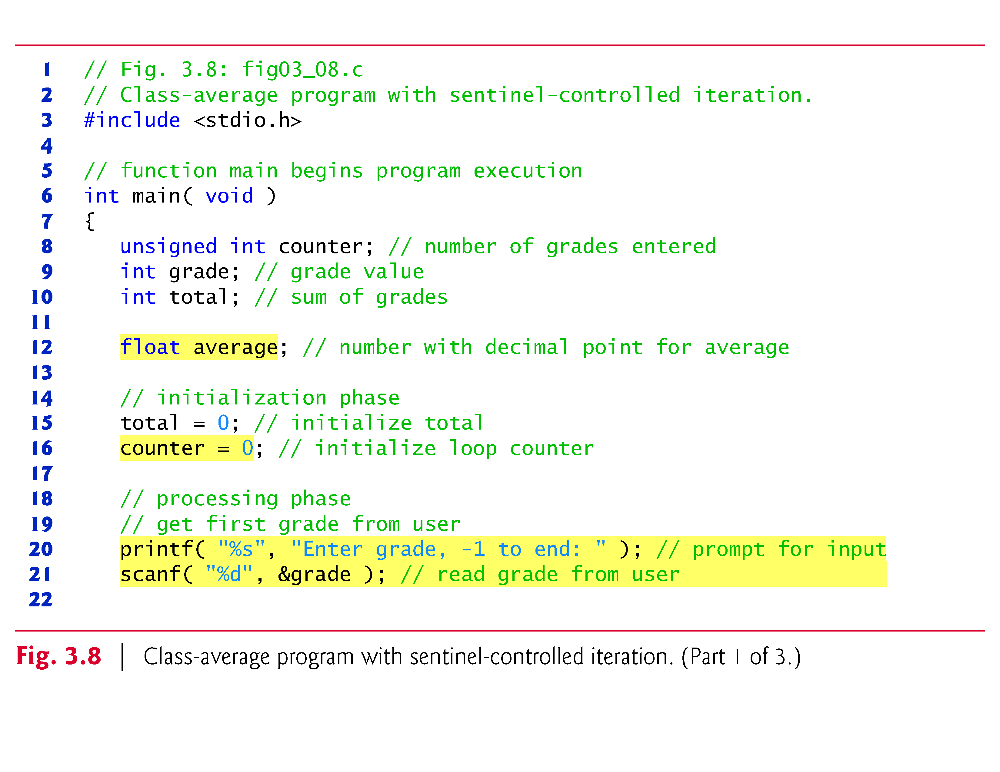 1 // Fig. 3.8: fig03_08.c
2 // Class-average program with sentinel-controlled iteration.
3 #include <stdio.h>
4
5 // function main begins program execution
6 int main( void )
7 {
8    unsigned int counter; // number of grades entered
9    int grade; // grade value
10    int total; // sum of grades
11
12    float average; // number with decimal point for average
13
14    // initialization phase
15    total = 0; // initialize total
16    counter = 0; // initialize loop counter
17
18    // processing phase
19    // get first grade from user
20    printf( "%s", "Enter grade, -1 to end: " ); // prompt for input
21    scanf( "%d", &grade ); // read grade from user
22
Fig. 3.8 | Class-average program with sentinel-controlled iteration. (Part 1 of 3.)